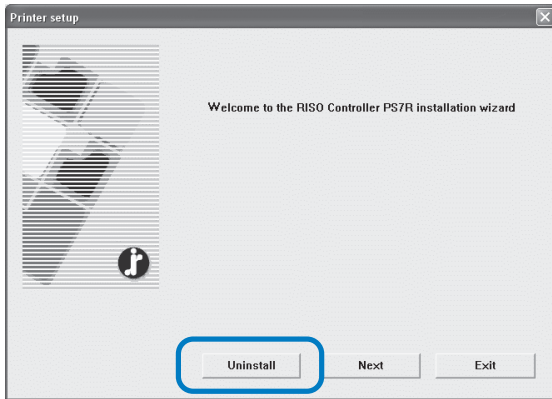 Printer setup
Welcome to the RISO Controller PS7R installation wizard
Uninstall
Next
Exit